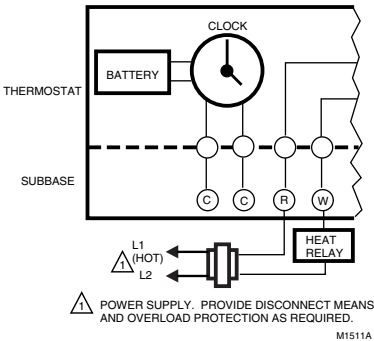 CLOCK
BATTERY
THERMOSTAT
SUBBASE
C C R W
L1
(HOT)
1
L2
HEAT
RELAY
1 POWER SUPPLY. PROVIDE DISCONNECT MEANS
AND OVERLOAD PROTECTION AS REQUIRED.
M1511A